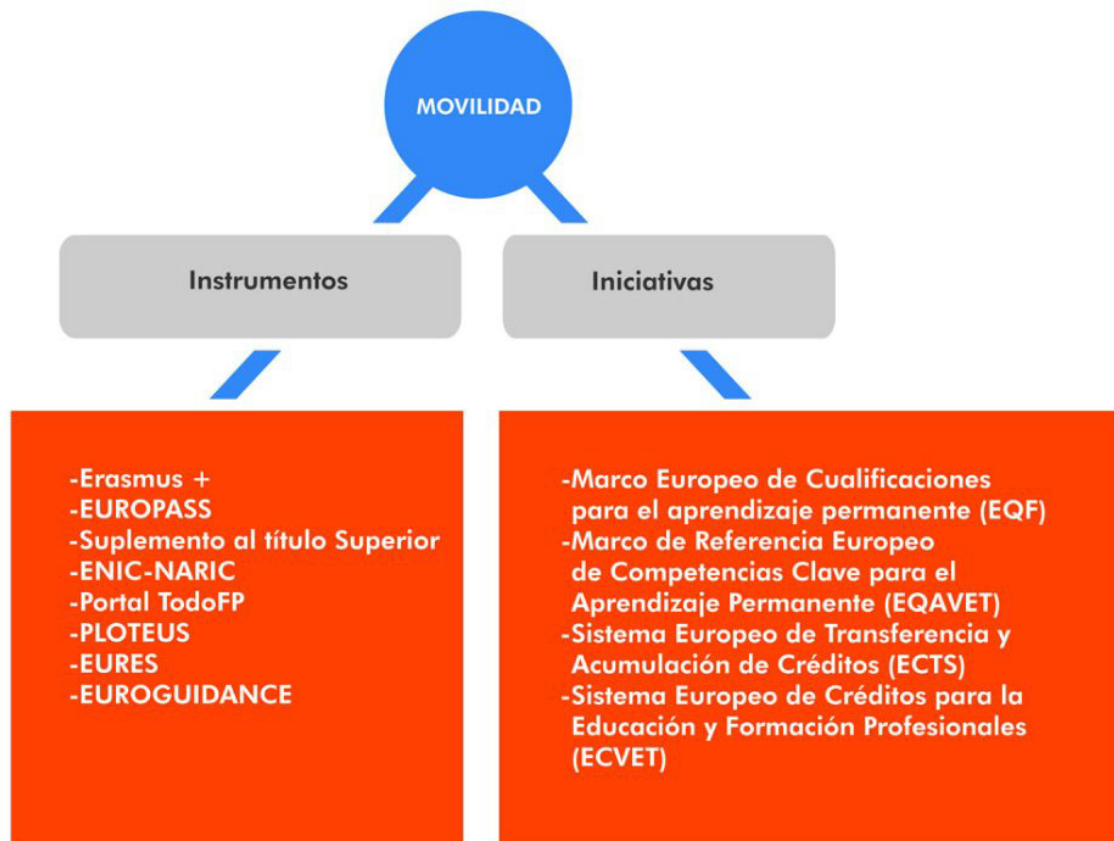 MOVILIDAD
Instrumentos
Iniciativas
-Erasmus +
-EUROPASS
-Suplemento al título Superior
-ENIC-NARIC
-Portal TodoFP
-PLOTEUS
-EURES
-EUROGUIDANCE
-Marco Europeo de Cualificaciones
para el aprendizaje permanente (EQF)
-Marco de Referencia Europeo
de Competencias Clave para el
Aprendizaje Permanente (EQAVET)
-Sistema Europeo de Transferencia y
Acumulación de Créditos (ECTS)
-Sistema Europeo de Créditos para la
Educación y Formación Profesionales
(ECVET)